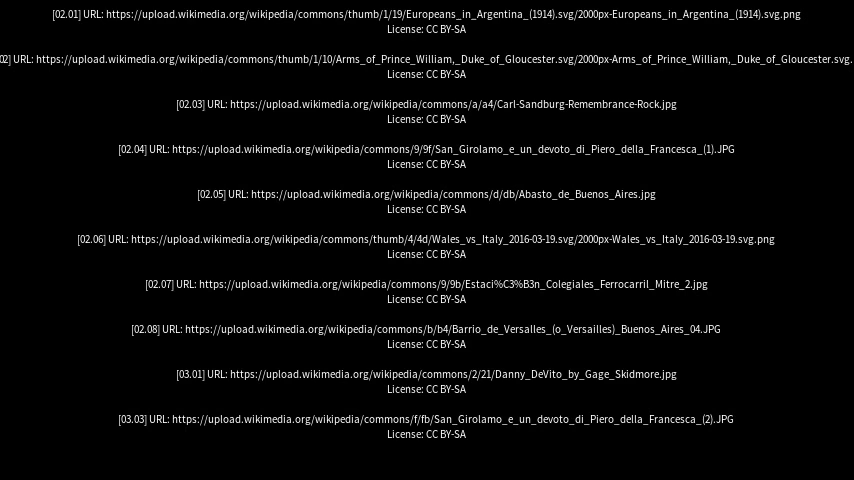 [02.01] URL: https://upload.wikimedia.org/wikipedia/commons/thumb/1/19/Europeans_in_Argentina_(1914).svg/2000px-Europeans_in_Argentina_(1914).svg.png
License: CC BY-SA
02] URL: https://upload.wikimedia.org/wikipedia/commons/thumb/1/10/Arms_of_Prince_William,_Duke_of_Gloucester.svg/2000px-Arms_of_Prince_William,_Duke_of_Gloucester.svg.
License: CC BY-SA
[02.03] URL: https://upload.wikimedia.org/wikipedia/commons/a/a4/Carl-Sandburg-Remembrance-Rock.jpg
License: CC BY-SA
[02.04] URL: https://upload.wikimedia.org/wikipedia/commons/9/9f/San_Girolamo_e_un_devoto_di_Piero_della_Francesca_(1).JPG
License: CC BY-SA
[02.05] URL: https://upload.wikimedia.org/wikipedia/commons/d/db/Abasto_de_Buenos_Aires.jpg
License: CC BY-SA
[02.06] URL: https://upload.wikimedia.org/wikipedia/commons/thumb/4/4d/Wales_vs_Italy_2016-03-19.svg/2000px-Wales_vs_Italy_2016-03-19.svg.png
License: CC BY-SA
[02.07] URL: https://upload.wikimedia.org/wikipedia/commons/9/9b/Estaci%C3%B3n_Colegiales_Ferrocarril_Mitre_2.jpg
License: CC BY-SA
[02.08] URL: https://upload.wikimedia.org/wikipedia/commons/b/b4/Barrio_de_Versalles_(o_Versailles)_Buenos_Aires_04.JPG
License: CC BY-SA
[03.01] URL: https://upload.wikimedia.org/wikipedia/commons/2/21/Danny_DeVito_by_Gage_Skidmore.jpg
License: CC BY-SA
[03.03] URL: https://upload.wikimedia.org/wikipedia/commons/f/fb/San_Girolamo_e_un_devoto_di_Piero_della_Francesca_(2).JPG
License: CC BY-SA